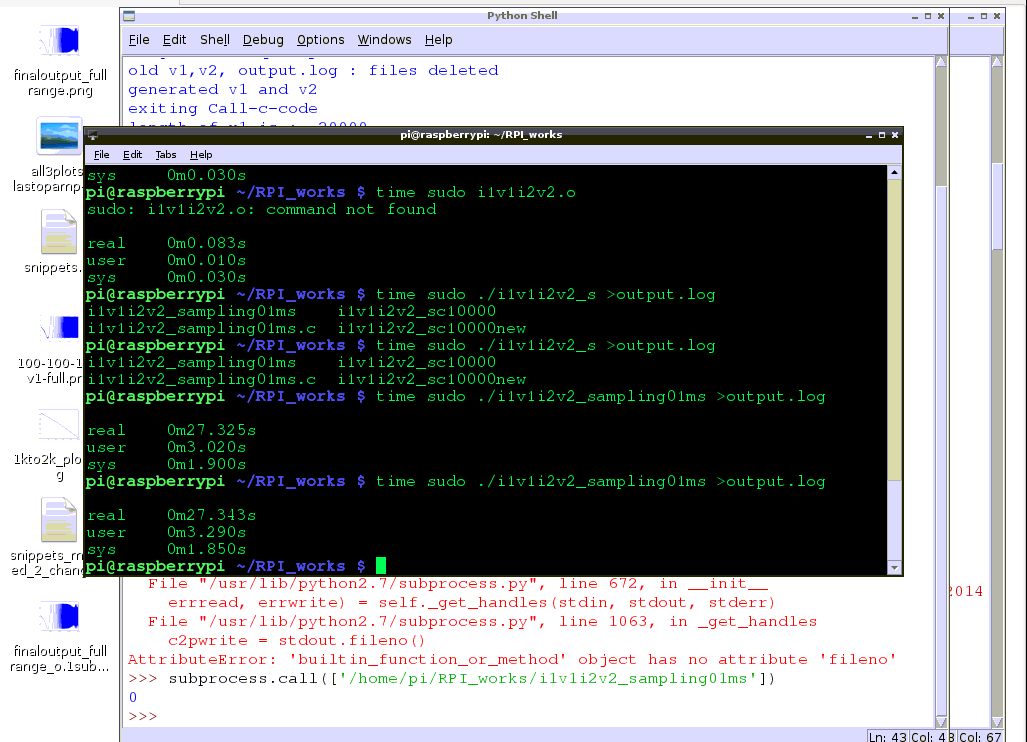 finaloutput_full
range.png
all3plots
lastopamp-
snippets.
100-100-1
v1-full.pr
1kto2k_plo
g
snippets_m
ed_2_chang
finaloutput_full
range_o.1sub...
Python Shell
File Edit Shell Debug Options Windows Help
old v1,v2, output.log : files deleted
generated v1 and v2
exiting Call-c-code
pi@raspberrypi: ~/RPI_works
File Edit Tabs Help
sys 0m0.030s
pi@raspberrypi ~/RPI_works $ time sudo i1v1i2v2.o
sudo: i1v1i2v2.o: command not found
real 0m0.083s
user 0m0.010s
sys 0m0.030s
pi@raspberrypi ~/RPI_works $ time sudo ./i1v1i2v2_s >output.log
i1v1i2v2_sampling01ms i1v1i2v2_sc10000
i1v1i2v2_sampling01ms.c i1v1i2v2_sc10000new
pi@raspberrypi ~/RPI_works $ time sudo ./i1v1i2v2_s >output.log
i1v1i2v2_sampling01ms i1v1i2v2_sc10000
i1v1i2v2_sampling01ms.c i1v1i2v2_sc10000new
pi@raspberrypi ~/RPI_works $ time sudo ./i1v1i2v2_sampling01ms >output.log
real 0m27.325s
user 0m3.020s
sys 0m1.900s
pi@raspberrypi ~/RPI_works $ time sudo ./i1v1i2v2_sampling01ms >output.log
real 0m27.343s
user 0m3.290s
sys 0m1.850s
pi@raspberrypi ~/RPI_works $
File "/usr/lib/python2.7/subprocess.py", line 672, in __init__
errread, errwrite) = self._get_handles(stdin, stdout, stderr)
File "/usr/lib/python2.7/subprocess.py", line 1063, in _get_handles
c2pwrite = stdout.fileno()
AttributeError: 'builtin_function_or_method' object has no attribute 'fileno'
>>> subprocess.call(['/home/pi/RPI_works/i1v1i2v2_sampling01ms'])
0
>>>
2014
Ln: 43 Col: 4
3 Col: 67